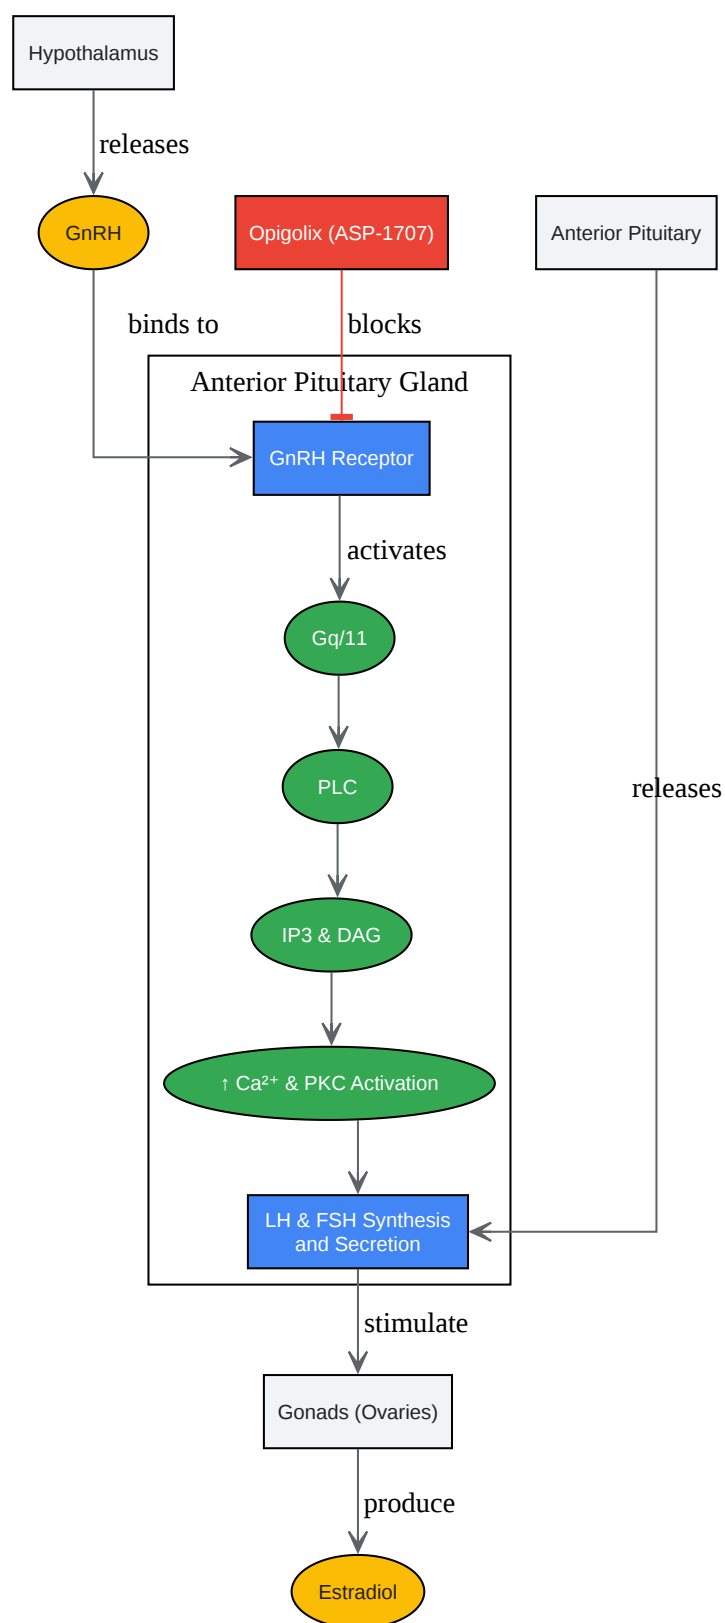 Hypothalamus
releases
GnRH
Opigolix (ASP-1707)
Anterior Pituitary
binds to
blocks
Anterior Pituitary Gland
GnRH Receptor
activates
Gq/11
PLC
releases
IP3 & DAG
↑ Ca²⁺ & PKC Activation
LH & FSH Synthesis
and Secretion
stimulate
Gonads (Ovaries)
produce
Estradiol